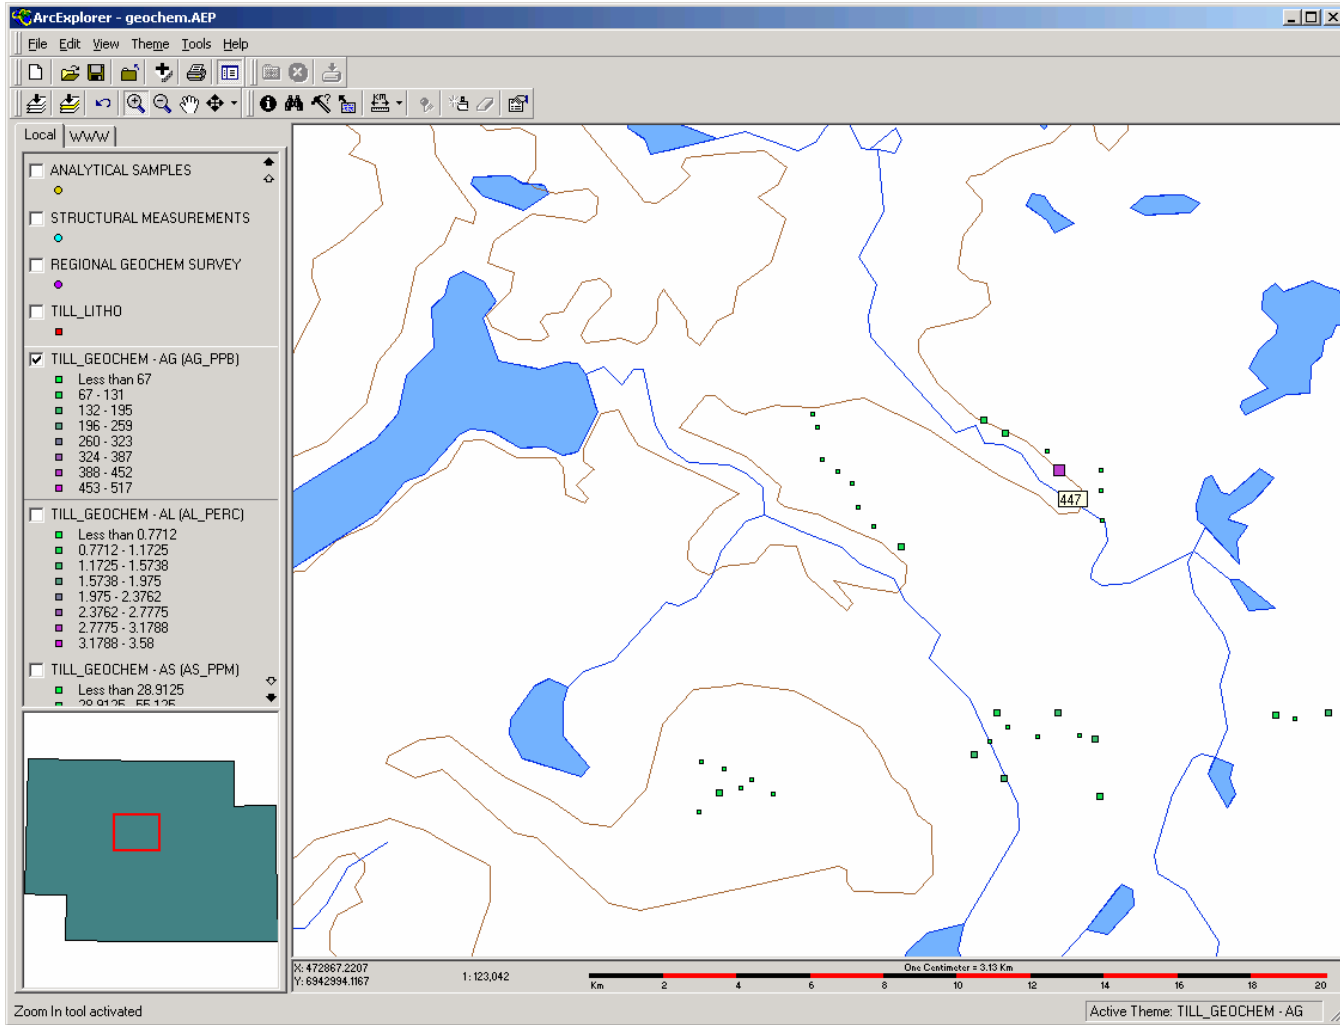 ArcExplorer - geochem.AEP
File Edit View Theme Tools Help
KM
Local WWW
ANALYTICAL SAMPLES
STRUCTURAL MEASUREMENTS
REGIONAL GEOCHEM SURVEY
TILL_LITHO
TILL_GEOCHEM - AG (AG_PPB)
Less than 67
67 - 131
132 - 195
196 - 259
260 - 323
324 - 387
388 - 452
453 - 517
TILL_GEOCHEM - AL (AL_PERC)
Less than 0.7712
0.7712 - 1.1725
1.1725 - 1.5738
1.5738 - 1.975
1.975 - 2.3762
2.3762 - 2.7775
2.7775 - 3.1788
3.1788 - 3.58
TILL_GEOCHEM - AS (AS_PPM)
Less than 28.9125
28.9125 - 55.125
447
X: 472867.2207
Y: 6942994.1167
1: 123,042
One Centimeter = 3.13 Km
Km 2 4 6 8 10 12 14 16 18 20
Zoom In tool activated
Active Theme: TILL_GEOCHEM - AG